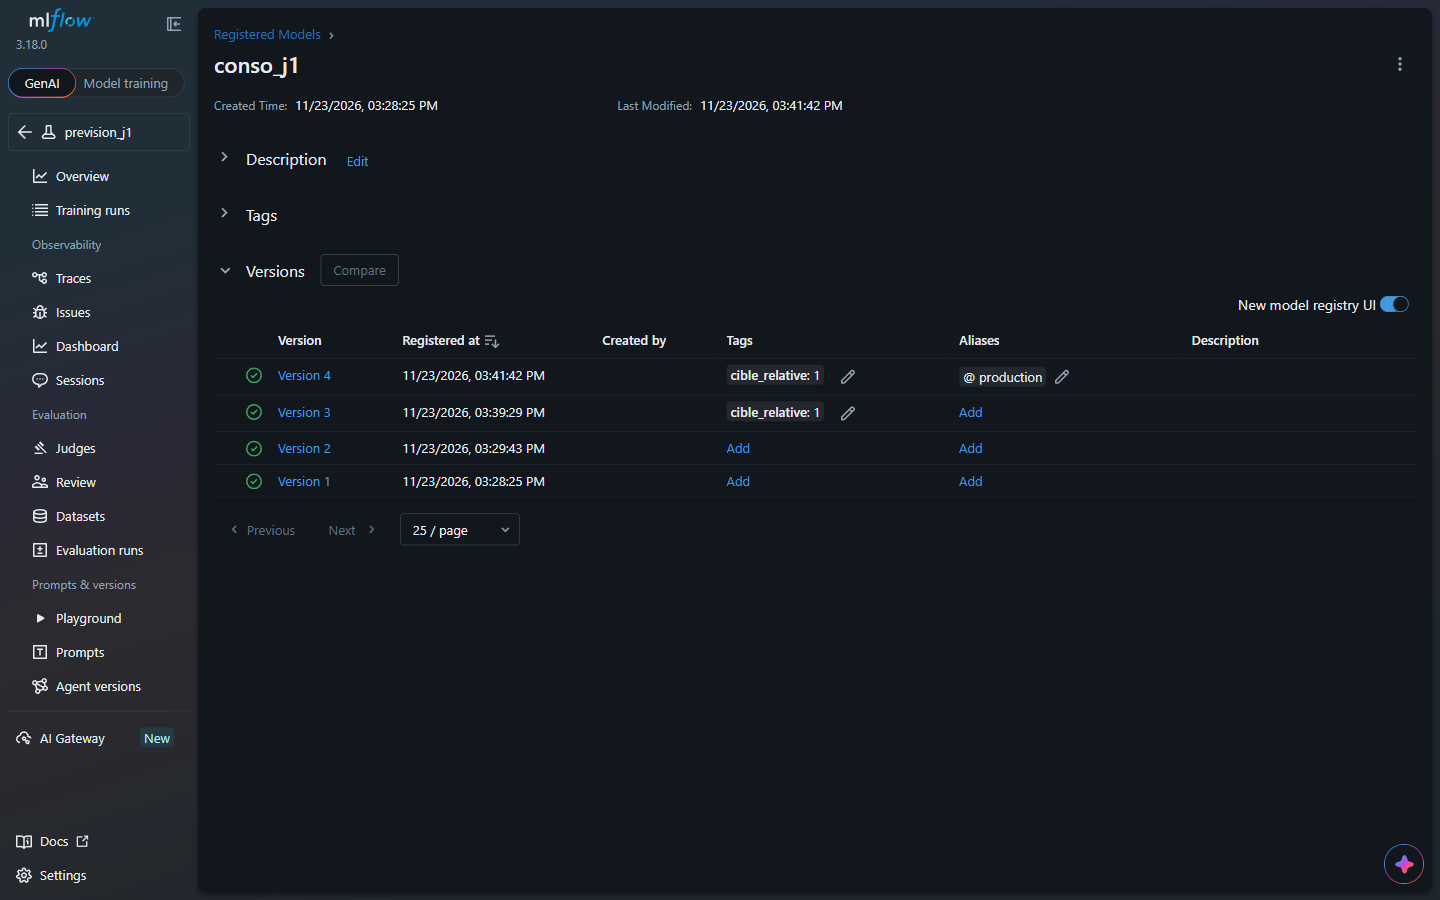 mlflow
3.18.0
GenAI
Model training
prevision_j1
Overview
Training runs
Observability
Traces
Issues
Dashboard
Sessions
Evaluation
Judges
Review
Datasets
Evaluation runs
Prompts & versions
Playground
Prompts
Agent versions
AI Gateway New
Docs
Settings
Registered Models
conso_j1
Created Time: 11/23/2026, 03:28:25 PM Last Modified: 11/23/2026, 03:41:42 PM
Description Edit
Tags
Versions Compare
New model registry UI
Version Registered at Created by Tags Aliases Description
Version 4 11/23/2026, 03:41:42 PM cible_relative: 1 @ production
Version 3 11/23/2026, 03:39:29 PM cible_relative: 1 Add
Version 2 11/23/2026, 03:29:43 PM Add Add
Version 1 11/23/2026, 03:28:25 PM Add Add
Previous Next 25 / page